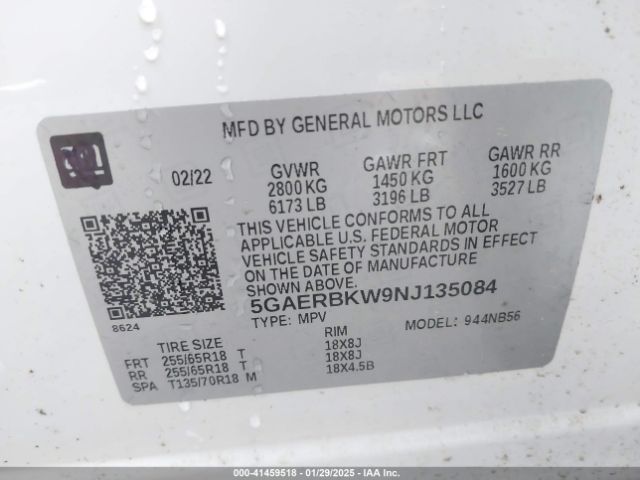 MFD BY GENERAL MOTORS LLC
GM
02/22
GVWR GAWR FRT GAWR RR
2800 KG 1450 KG 1600 KG
6173 LB 3196 LB 3527 LB
THIS VEHICLE CONFORMS TO ALL
APPLICABLE U.S. FEDERAL MOTOR
VEHICLE SAFETY STANDARDS IN EFFECT
ON THE DATE OF MANUFACTURE
SHOWN ABOVE.
5GAERBKW9NJ135084
8624
TYPE: MPV MODEL: 944NB56
TIRE SIZE RIM
FRT 255/65R18 T 18X8J
RR 255/65R18 T 18X8J
SPA T135/70R18 M 18X4.5B
000-41459518 - 01/29/2025 - IAA Inc.